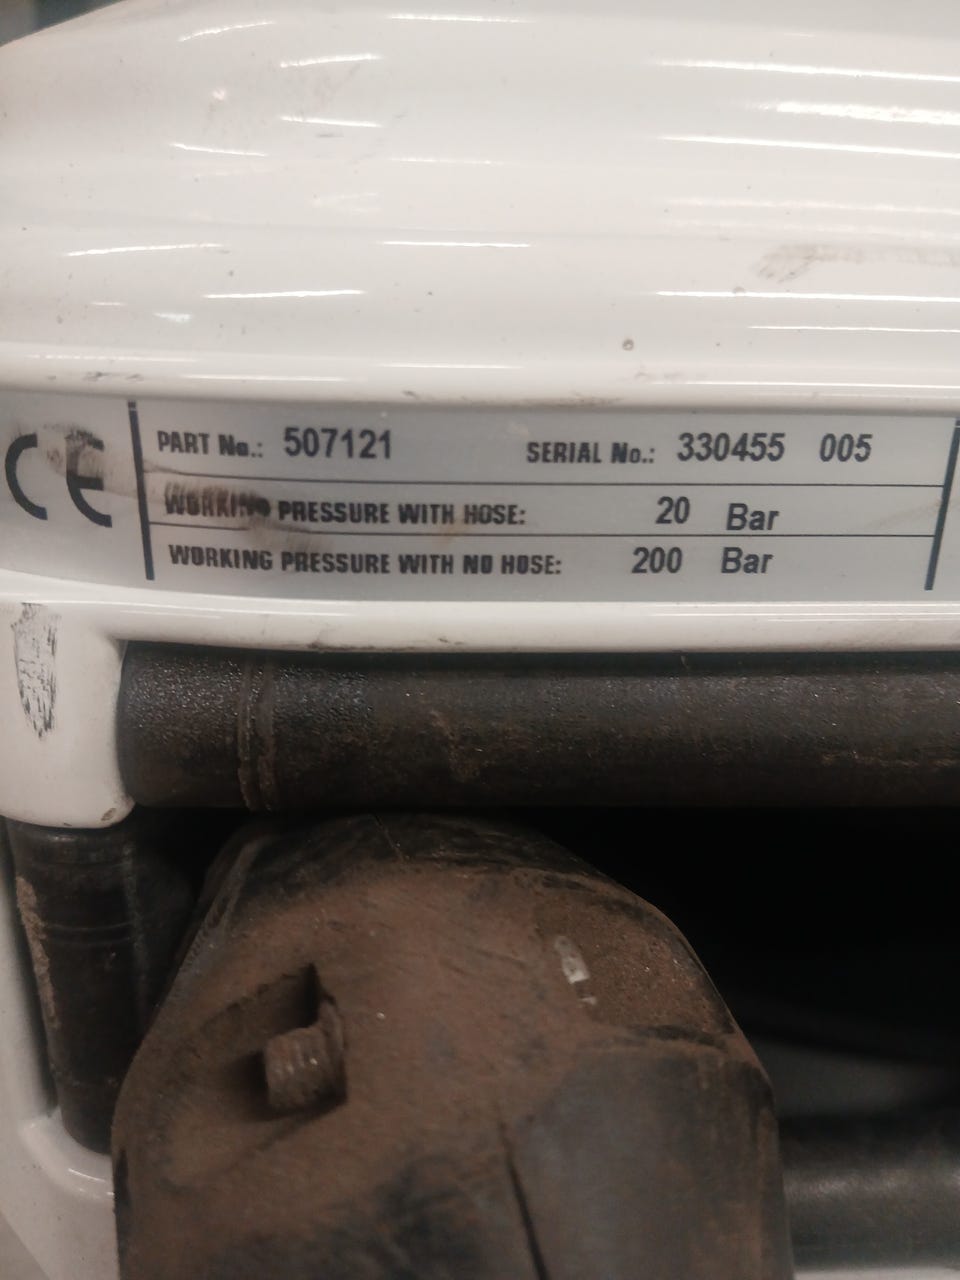 CE
PART No.: 507121 SERIAL No.: 330455 005
WORKING PRESSURE WITH HOSE: 20 Bar
WORKING PRESSURE WITH NO HOSE: 200 Bar